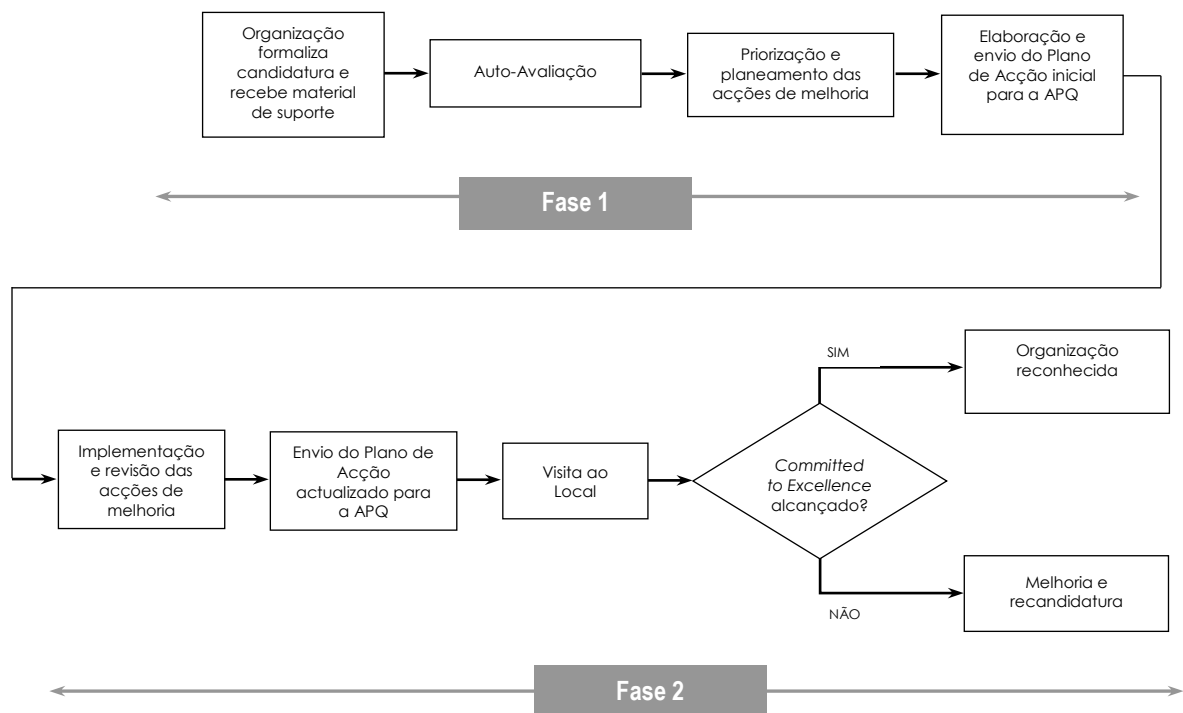 Organização
formaliza
candidatura e
recebe material
de suporte
Auto-Avaliação
Priorização e
planeamento das
acções de melhoria
Elaboração e
envio do Plano
de Acção inicial
para a APQ
Fase 1
Implementação
e revisão das
acções de
melhoria
Envio do Plano de
Acção
actualizado para
a APQ
Visita ao
Local
Committed
to Excellence
alcançado?
SIM
Organização
reconhecida
NÃO
Melhoria e
recandidatura
Fase 2